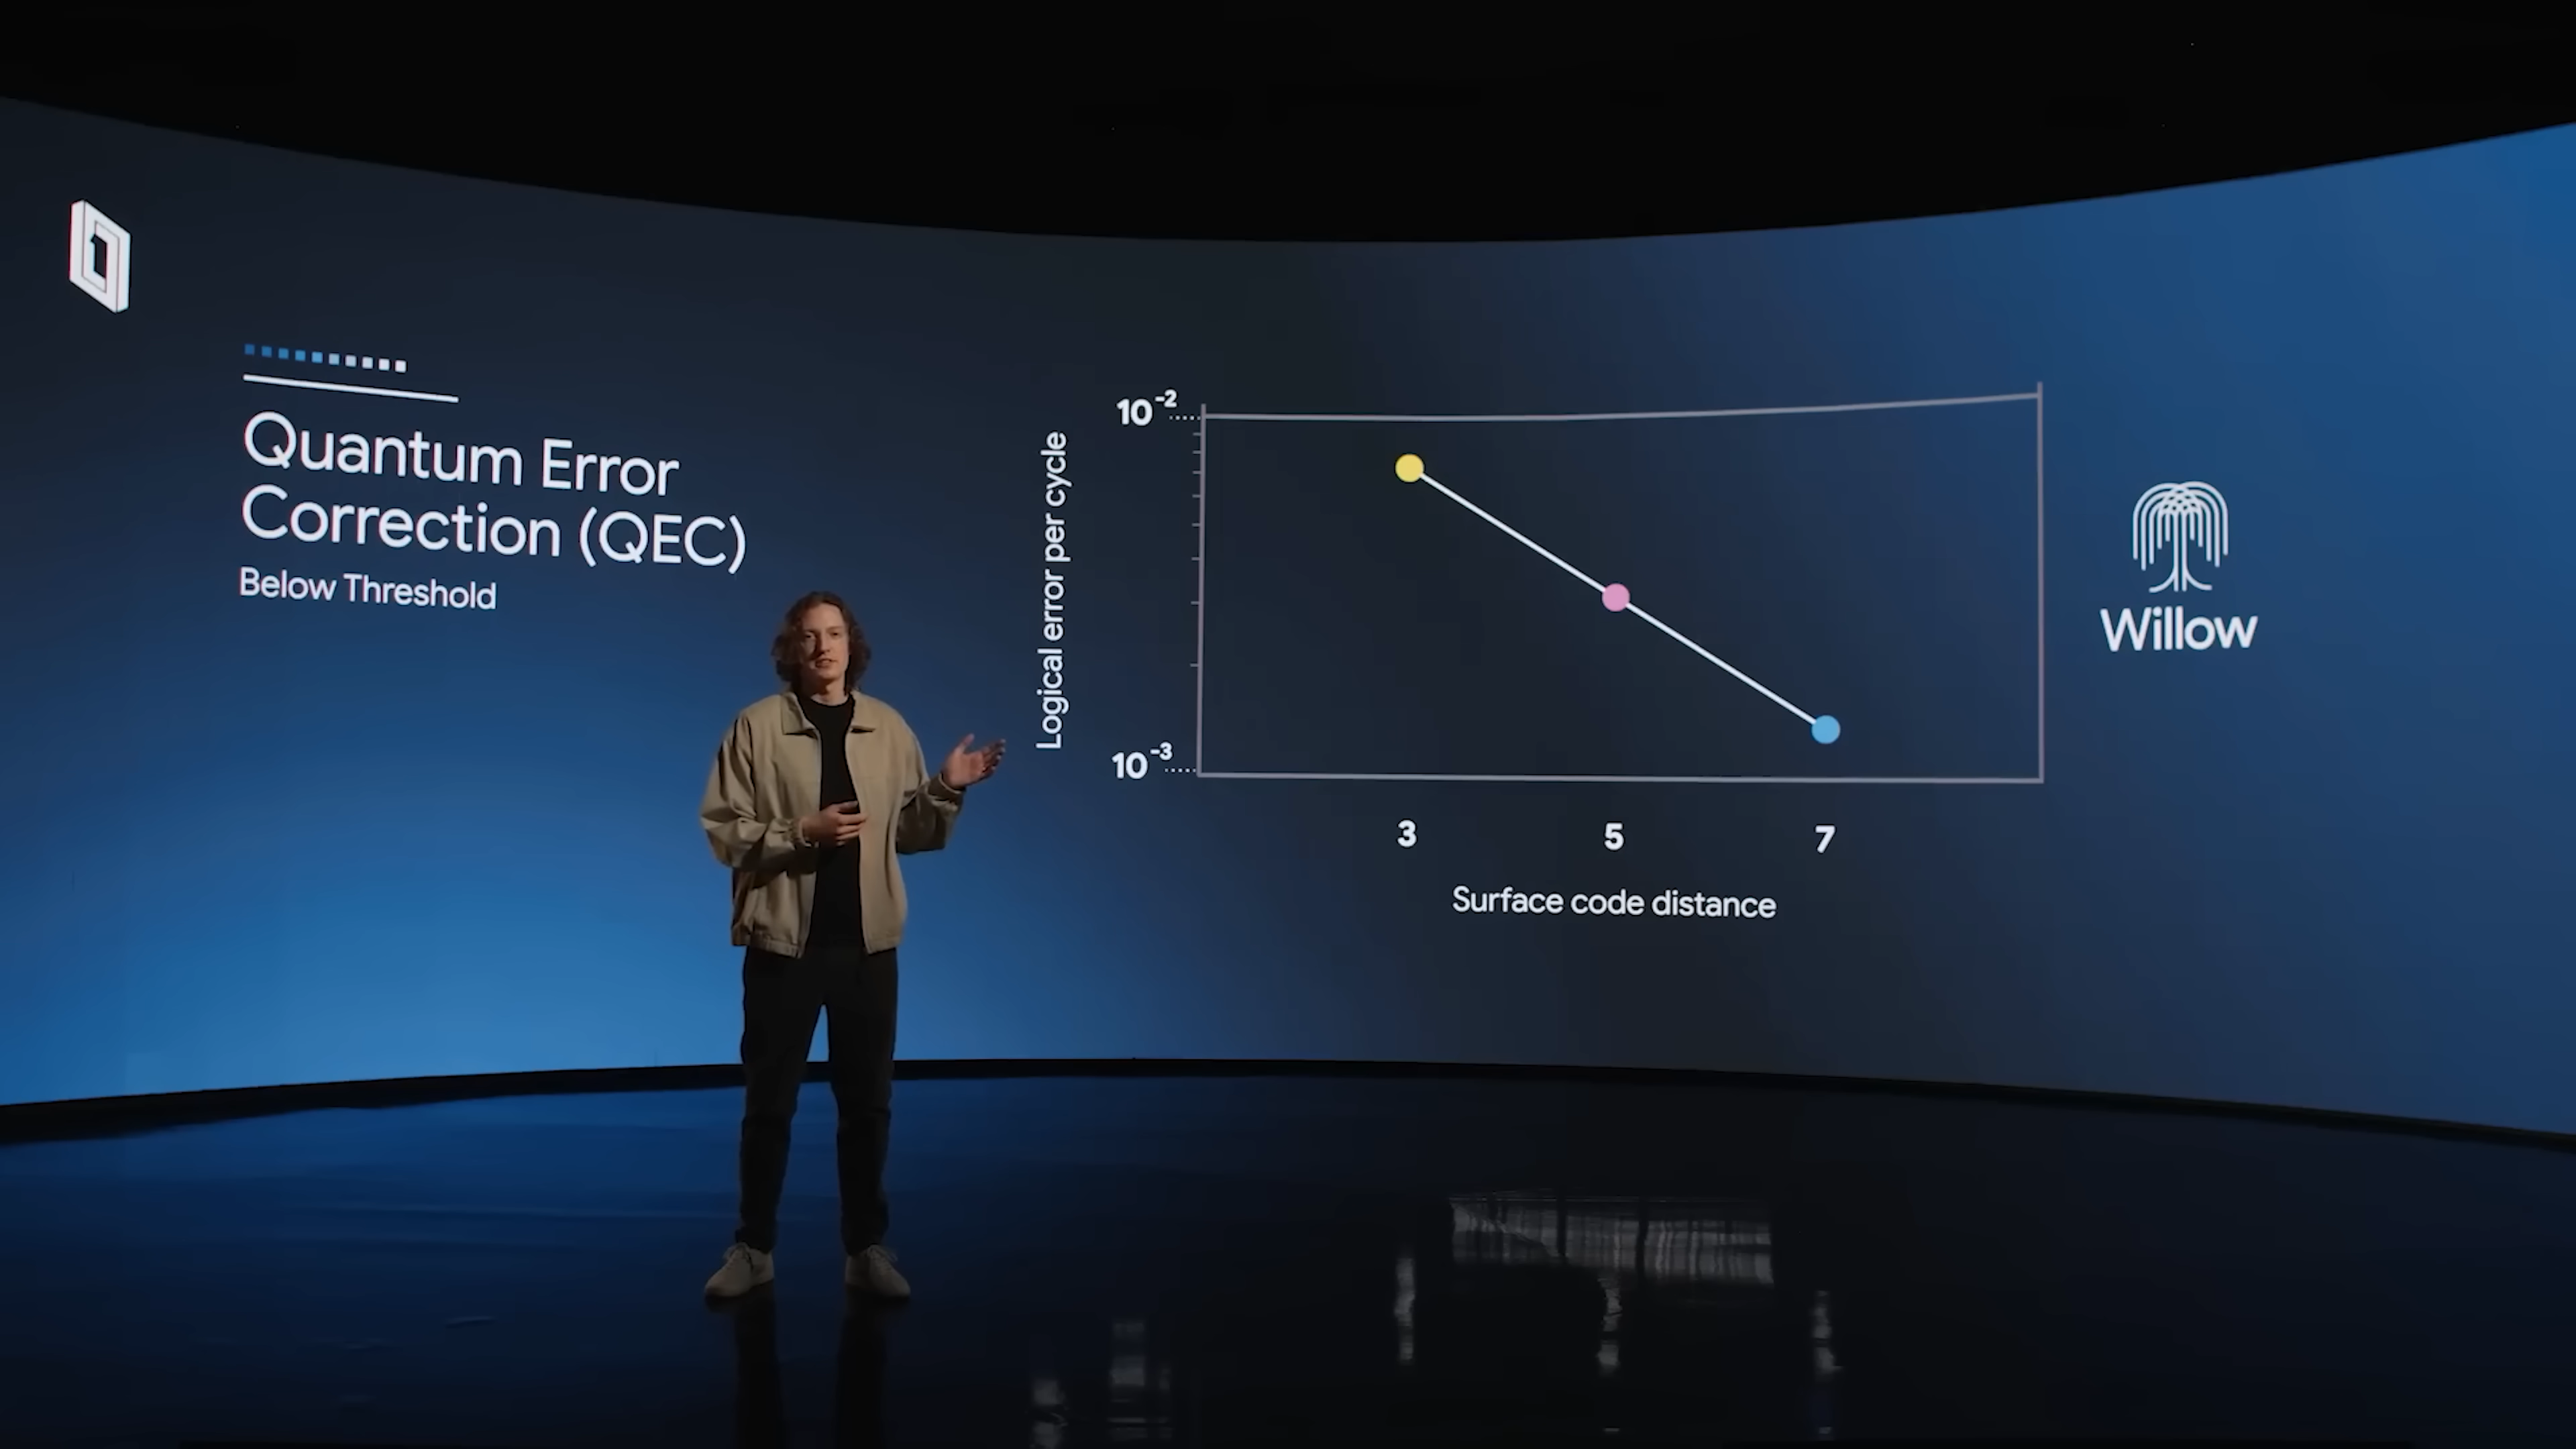 Quantum Error
Correction (QEC)
Below Threshold
Logical error per cycle
10⁻²
10⁻³
3 5 7
Surface code distance
Willow